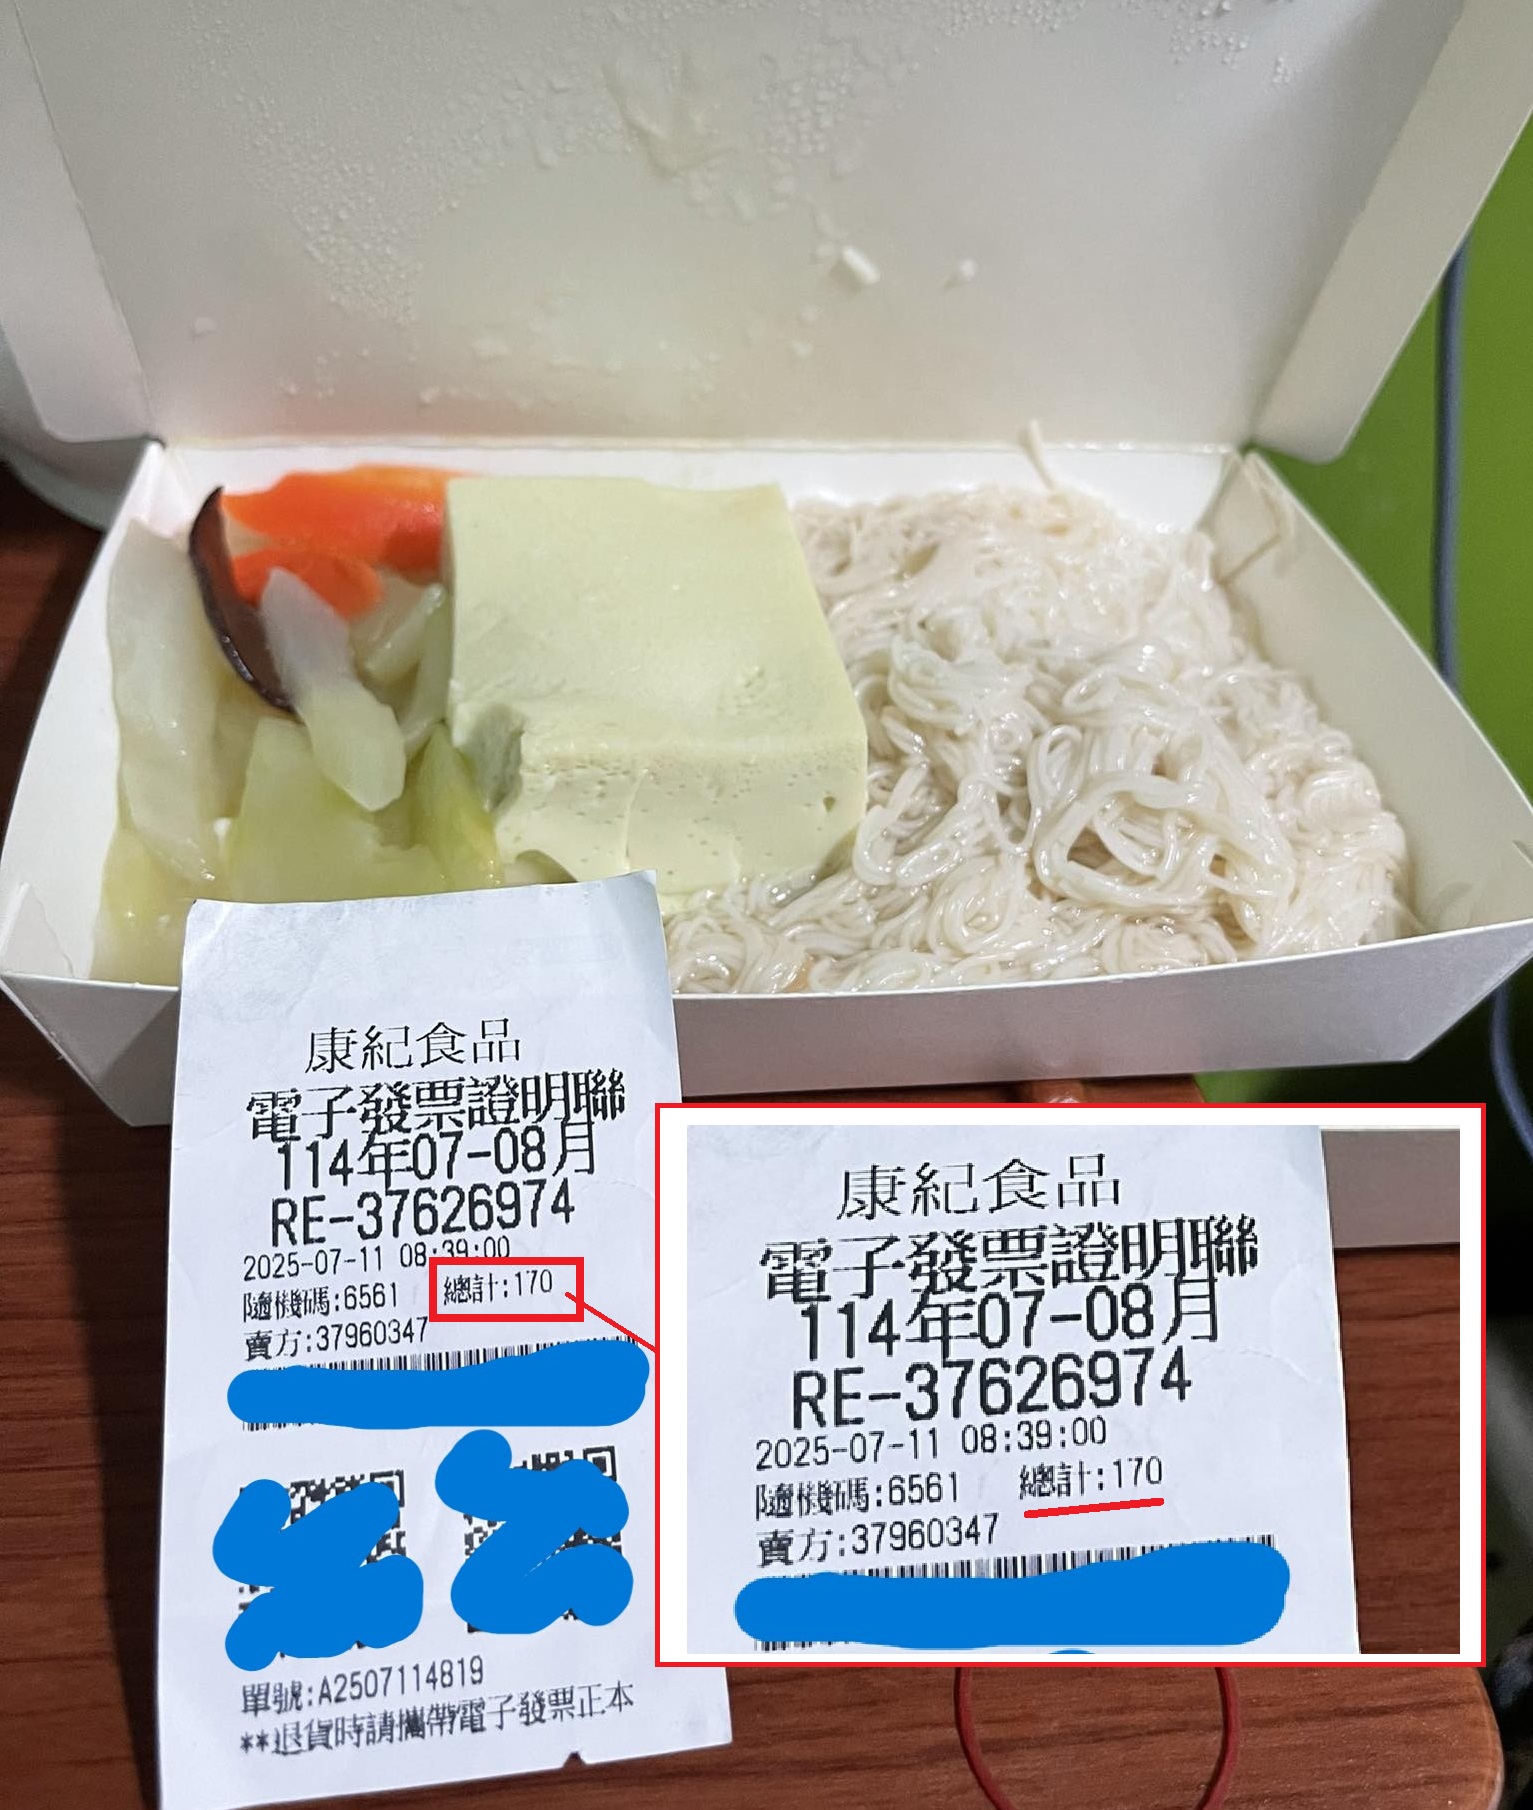 康紀食品
電子發票證明聯
114年07-08月
RE-37626974
2025-07-11 08:39:00
隨機碼:6561 總計:170
賣方:37960347
單號:A2507114819
**退貨時請攜帶電子發票正本
康紀食品
電子發票證明聯
114年07-08月
RE-37626974
2025-07-11 08:39:00
隨機碼:6561 總計:170
賣方:37960347